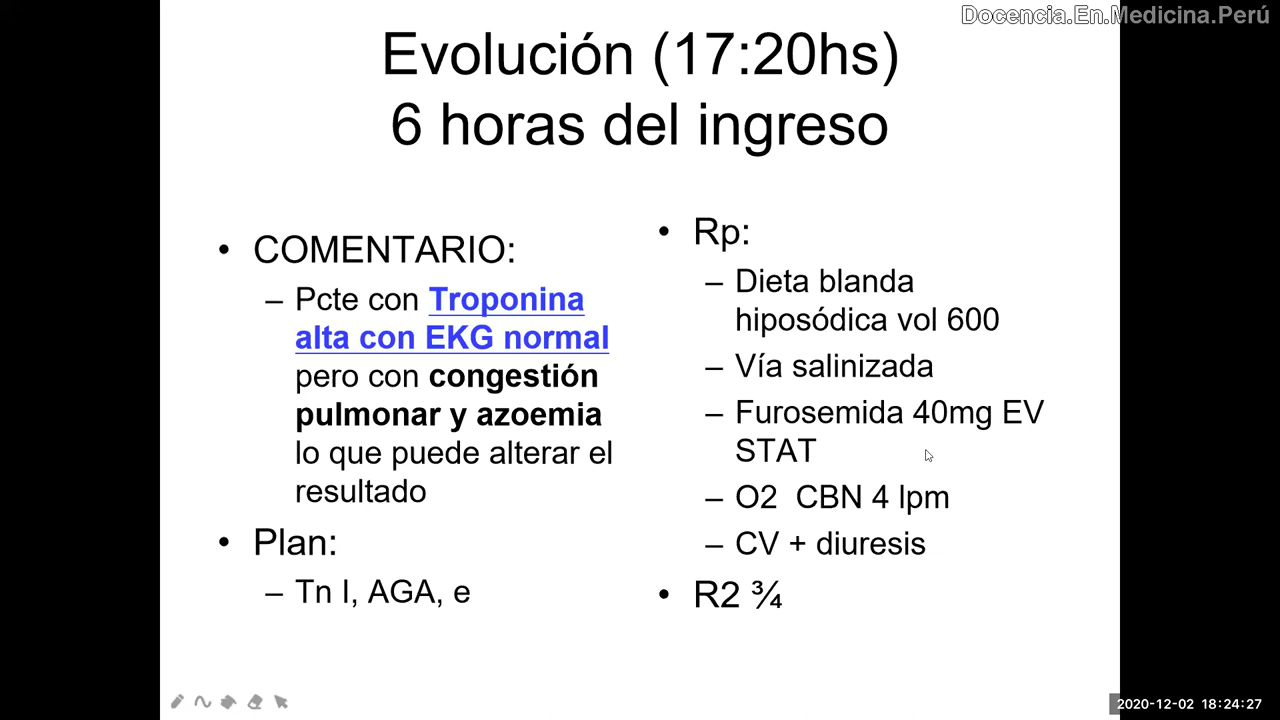 Docencia.En.Medicina.Perú
Evolución (17:20hs)
6 horas del ingreso
• COMENTARIO:
– Pcte con Troponina
alta con EKG normal
pero con congestión
pulmonar y azoemia
lo que puede alterar el
resultado
• Plan:
– Tn I, AGA, e
• Rp:
– Dieta blanda
hiposódica vol 600
– Vía salinizada
– Furosemida 40mg EV
STAT
– O2 CBN 4 lpm
– CV + diuresis
• R2 ¾
2020-12-02 18:24:27